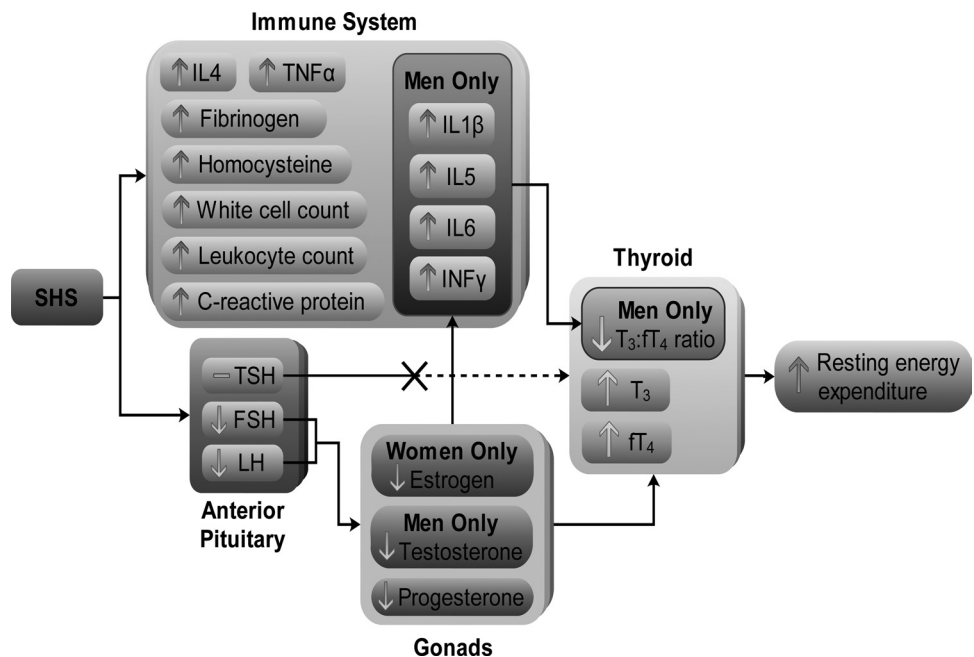 Immune System
↑ IL4
↑ TNFα
↑ Fibrinogen
↑ Homocysteine
↑ White cell count
↑ Leukocyte count
↑ C-reactive protein
Men Only
↑ IL1β
↑ IL5
↑ IL6
↑ INFγ
SHS
– TSH
↓ FSH
↓ LH
Anterior
Pituitary
Women Only
↓ Estrogen
Men Only
↓ Testosterone
↓ Progesterone
Gonads
Thyroid
Men Only
↓ T₃:fT₄ ratio
↑ T₃
↑ fT₄
↑ Resting energy
expenditure